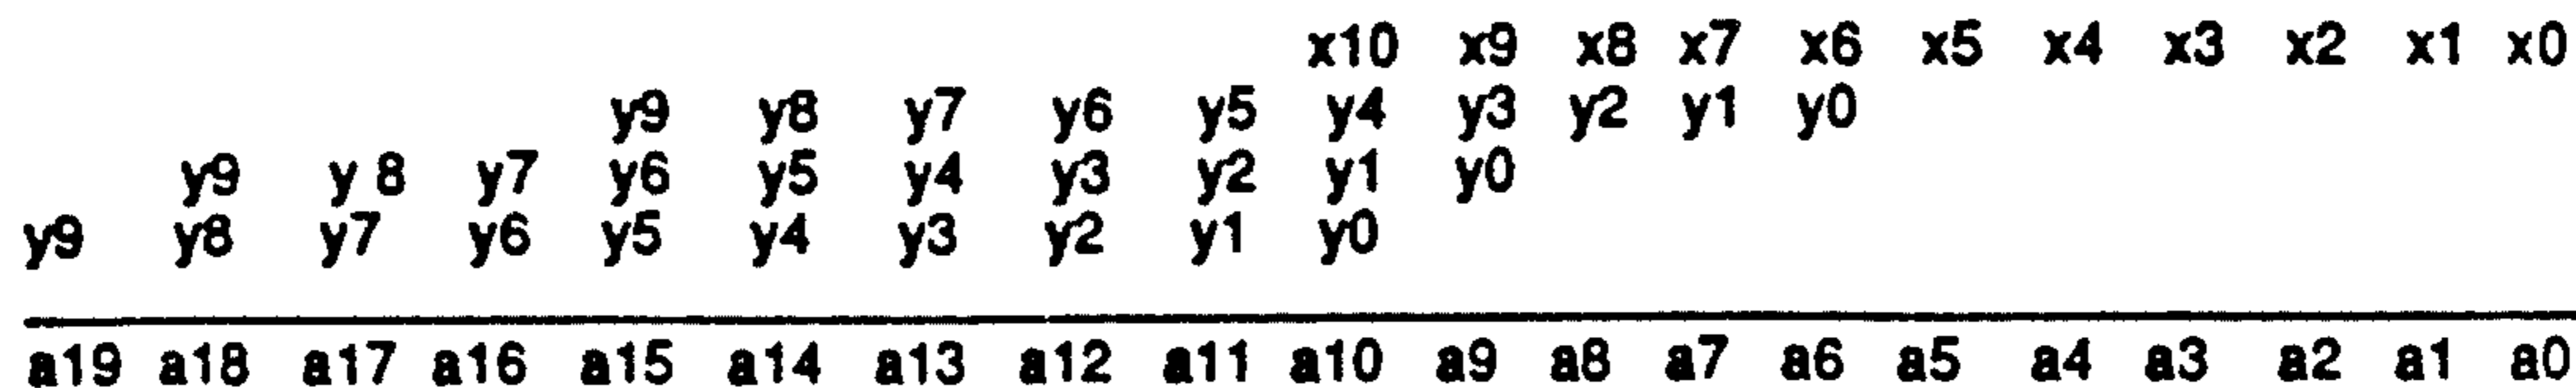 x10 x9 x8 x7 x6 x5 x4 x3 x2 x1 x0
y9 y8 y7 y6 y5 y4 y3 y2 y1 y0
y9 y 8 y7 y6 y5 y4 y3 y2 y1 y0
y9 y8 y7 y6 y5 y4 y3 y2 y1 y0
a19 a18 a17 a16 a15 a14 a13 a12 a11 a10 a9 a8 a7 a6 a5 a4 a3 a2 a1 a0